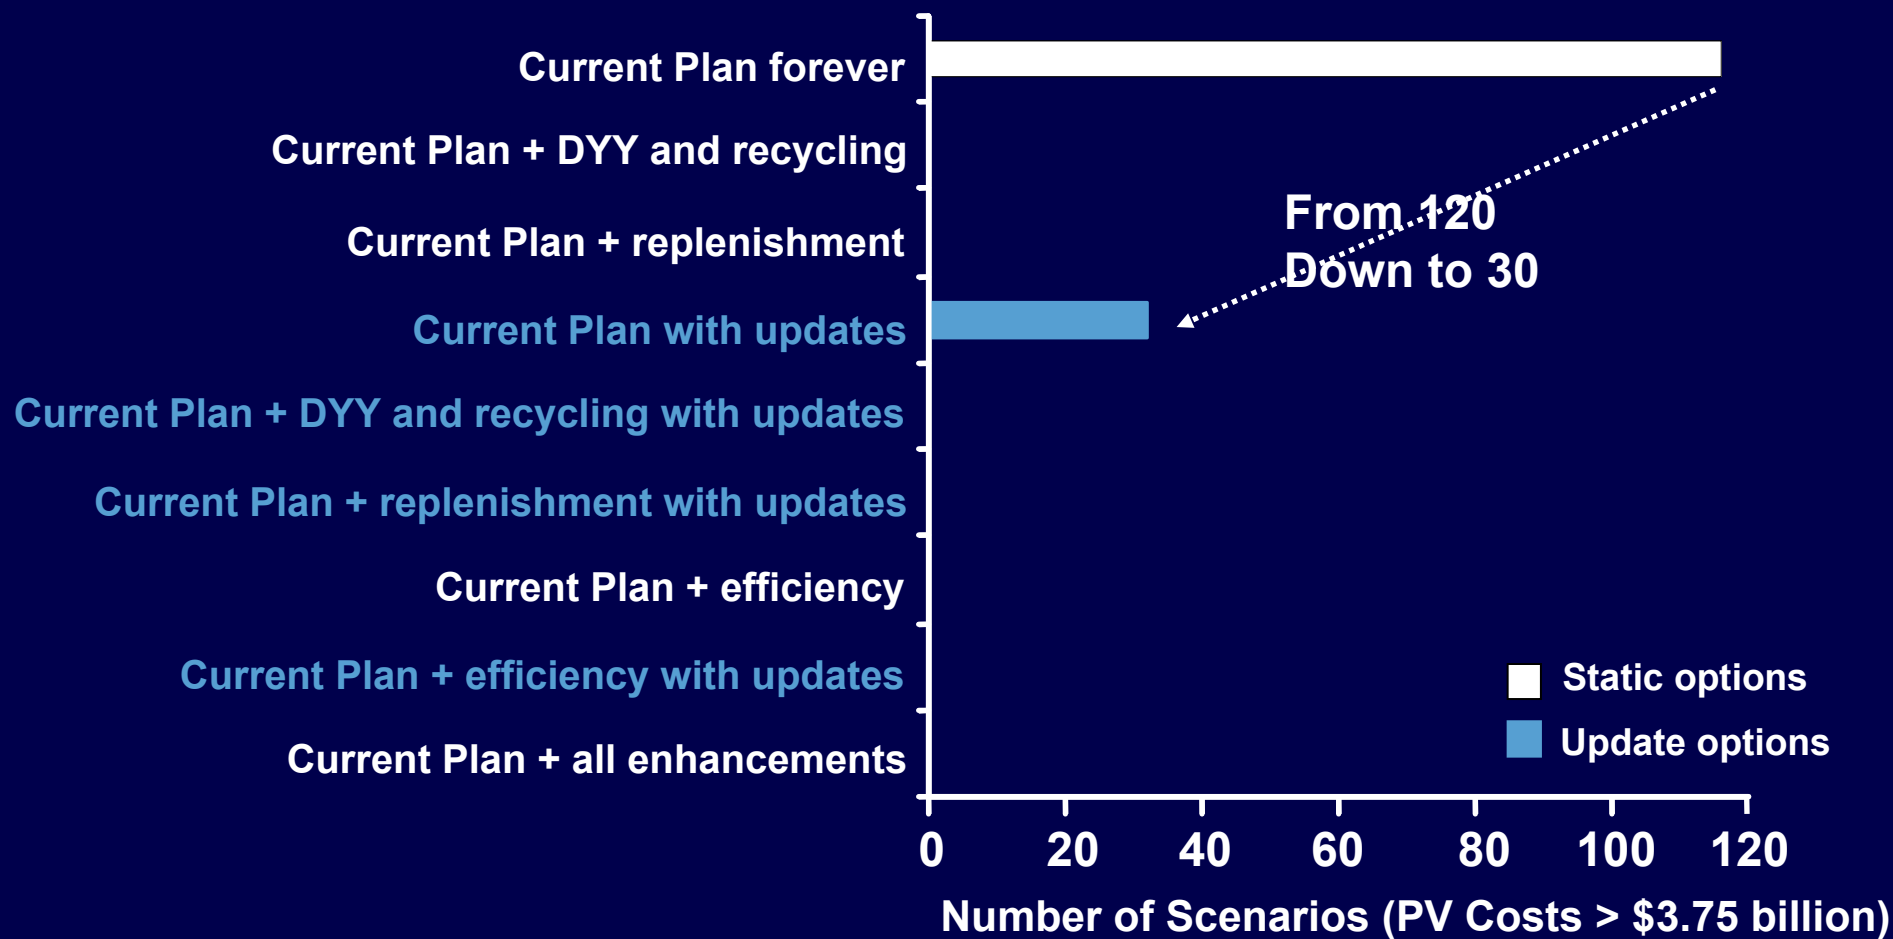 Current Plan forever
Current Plan + DYY and recycling
Current Plan + replenishment
Current Plan with updates
Current Plan + DYY and recycling with updates
Current Plan + replenishment with updates
Current Plan + efficiency
Current Plan + efficiency with updates
Current Plan + all enhancements
From 120
Down to 30
Static options
Update options
0 20 40 60 80 100 120
Number of Scenarios (PV Costs > $3.75 billion)